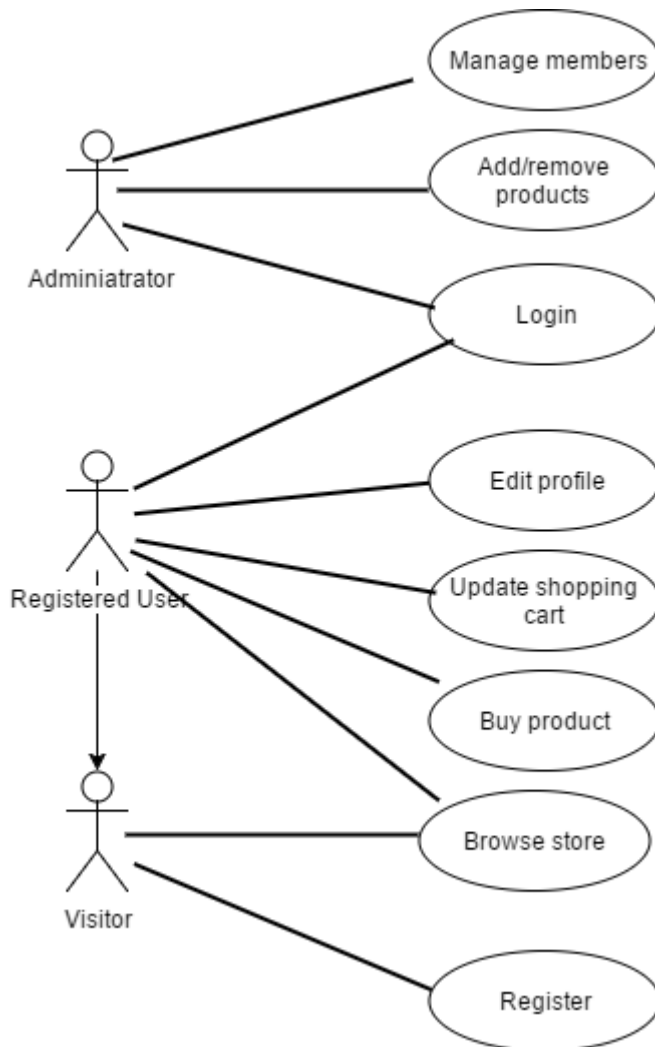 Manage members
Add/remove
products
Adminiatrator
Login
Edit profile
Registered User
Update shopping
cart
Buy product
Browse store
Visitor
Register